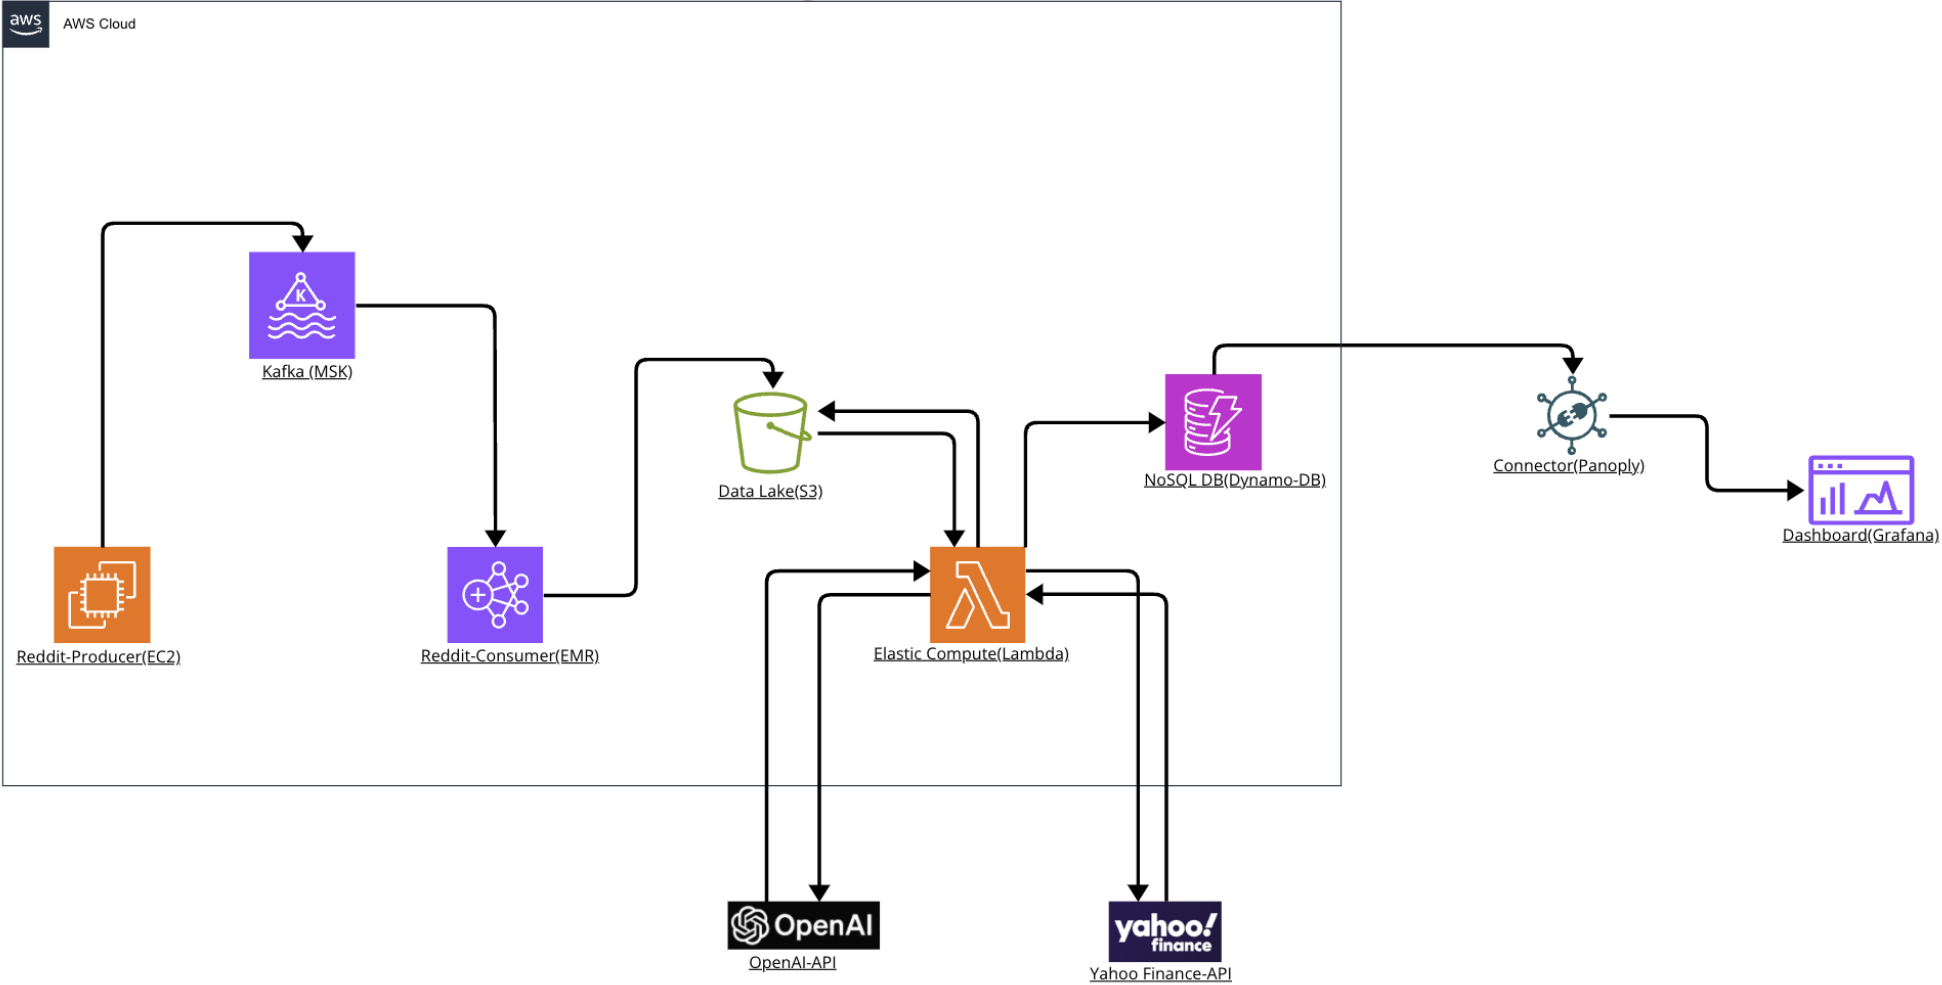 aws
AWS Cloud
K
Kafka (MSK)
Reddit-Producer(EC2)
Reddit-Consumer(EMR)
Data Lake(S3)
Elastic Compute(Lambda)
NoSQL DB(Dynamo-DB)
Connector(Panoply)
Dashboard(Grafana)
OpenAI
OpenAI-API
yahoo!
finance
Yahoo Finance-API